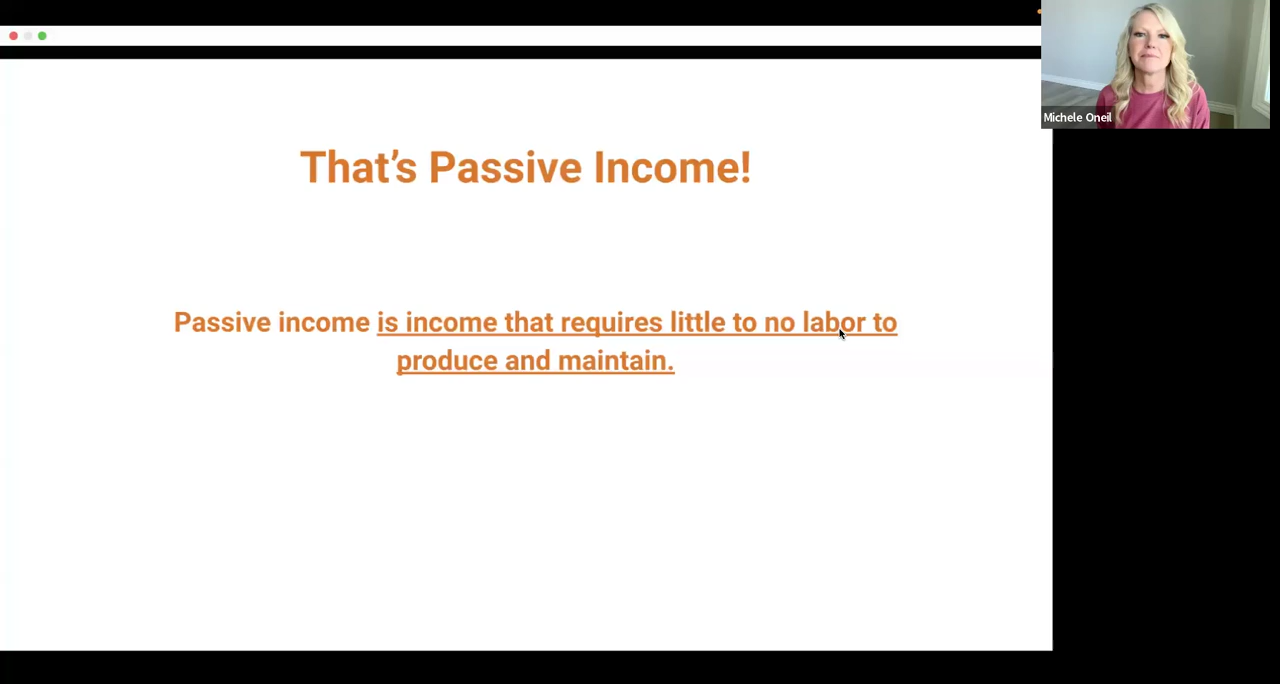 Michele Oneil
That's Passive Income!
Passive income is income that requires little to no labor to
produce and maintain.